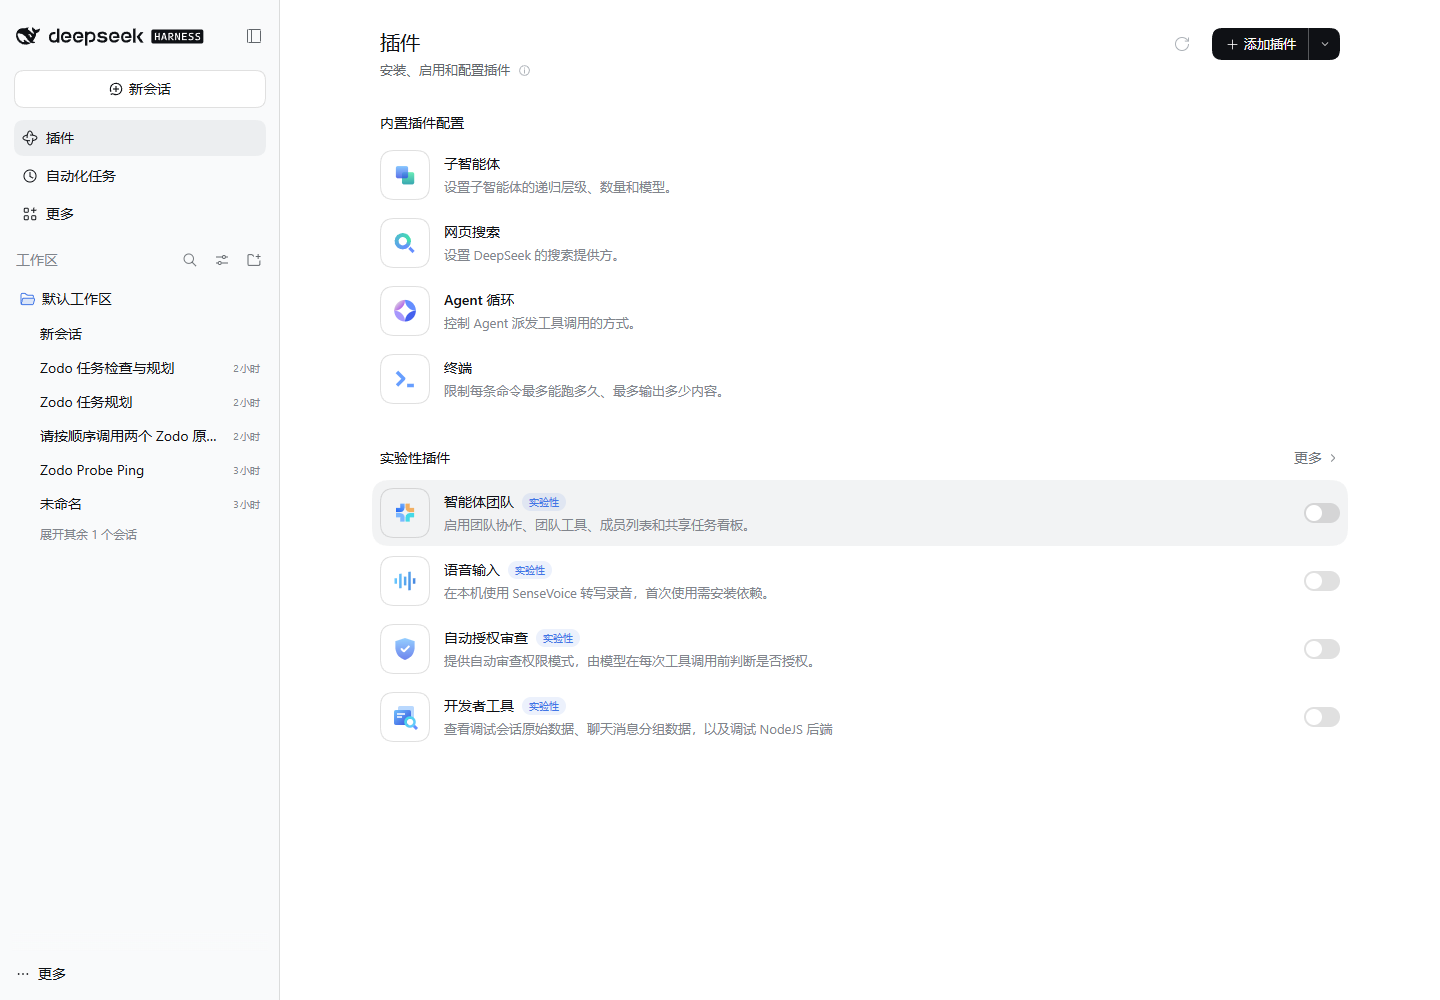 deepseek HARNESS
新会话
插件
自动化任务
更多
工作区
默认工作区
新会话
Zodo 任务检查与规划 2小时
Zodo 任务规划 2小时
请按顺序调用两个 Zodo 原... 2小时
Zodo Probe Ping 3小时
未命名 3小时
展开其余 1 个会话
更多
插件
安装、启用和配置插件
添加插件
内置插件配置
子智能体
设置子智能体的递归层级、数量和模型。
网页搜索
设置 DeepSeek 的搜索提供方。
Agent 循环
控制 Agent 派发工具调用的方式。
终端
限制每条命令最多能跑多久、最多输出多少内容。
实验性插件 更多
智能体团队 实验性
启用团队协作、团队工具、成员列表和共享任务看板。
语音输入 实验性
在本机使用 SenseVoice 转写录音，首次使用需安装依赖。
自动授权审查 实验性
提供自动审查权限模式，由模型在每次工具调用前判断是否授权。
开发者工具 实验性
查看调试会话原始数据、聊天消息分组数据，以及调试 NodeJS 后端